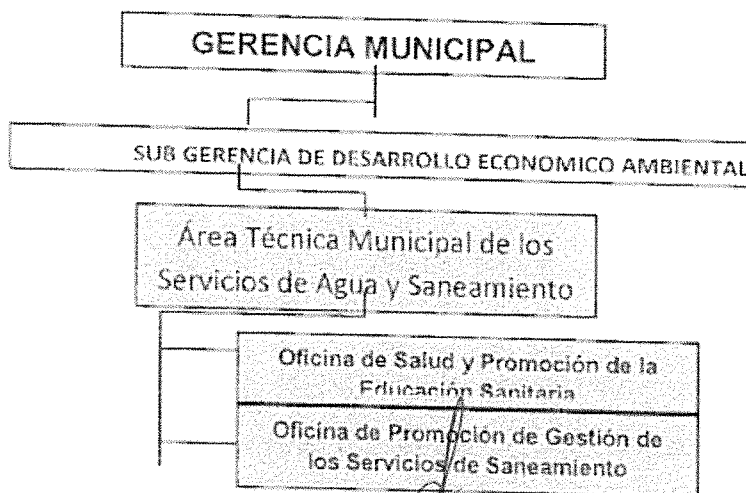 GERENCIA MUNICIPAL
SUB GERENCIA DE DESARROLLO ECONOMICO AMBIENTAL
Área Técnica Municipal de los
Servicios de Agua y Saneamiento
Oficina de Salud y Promoción de la
Educación Sanitaria
Oficina de Promoción de Gestión de
los Servicios de Saneamiento